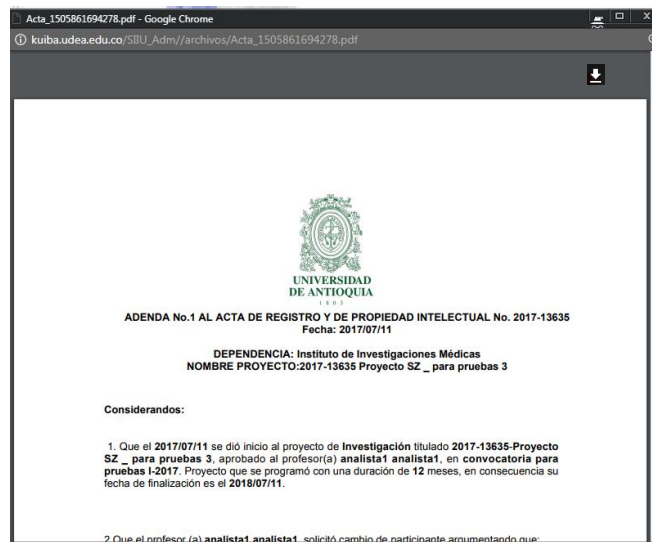 Acta_1505861694278.pdf - Google Chrome
kuiba.udea.edu.co/SIIU_Adm//archivos/Acta_1505861694278.pdf
UNIVERSIDAD
DE ANTIOQUIA
1803
ADENDA No.1 AL ACTA DE REGISTRO Y DE PROPIEDAD INTELECTUAL No. 2017-13635
Fecha: 2017/07/11
DEPENDENCIA: Instituto de Investigaciones Médicas
NOMBRE PROYECTO:2017-13635 Proyecto SZ _ para pruebas 3
Considerandos:
1. Que el 2017/07/11 se dió inicio al proyecto de Investigación titulado 2017-13635-Proyecto
SZ _ para pruebas 3, aprobado al profesor(a) analista1 analista1, en convocatoria para
pruebas I-2017. Proyecto que se programó con una duración de 12 meses, en consecuencia su
fecha de finalización es el 2018/07/11.
2.Que el profesor (a) analista1 analista1, solicitó cambio de participante argumentando que: